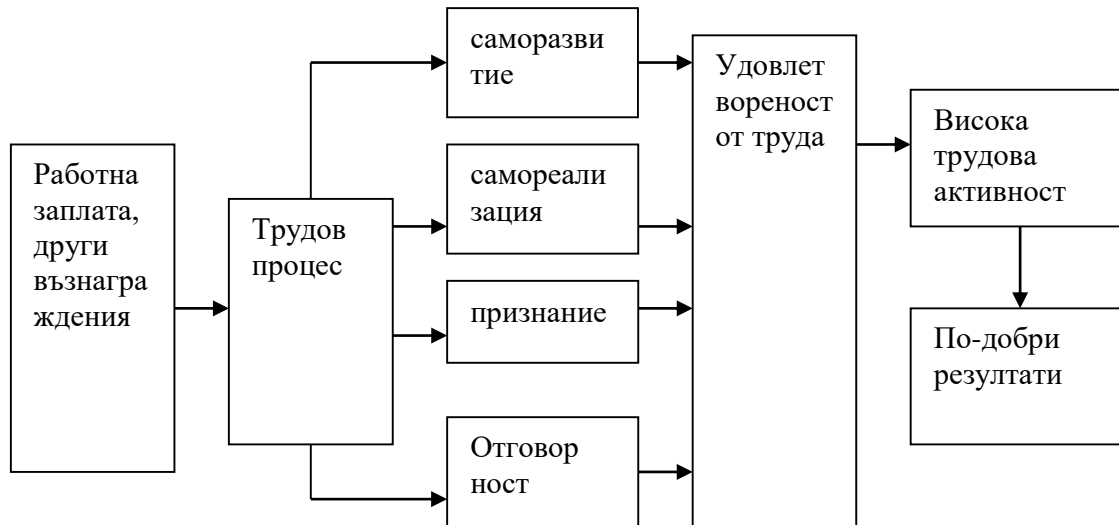 Работна
заплата,
други
възнагра
ждения
Трудов
процес
саморазви
тие
самореали
зация
признание
Отговор
ност
Удовлет
вореност
от труда
Висока
трудова
активност
По-добри
резултати